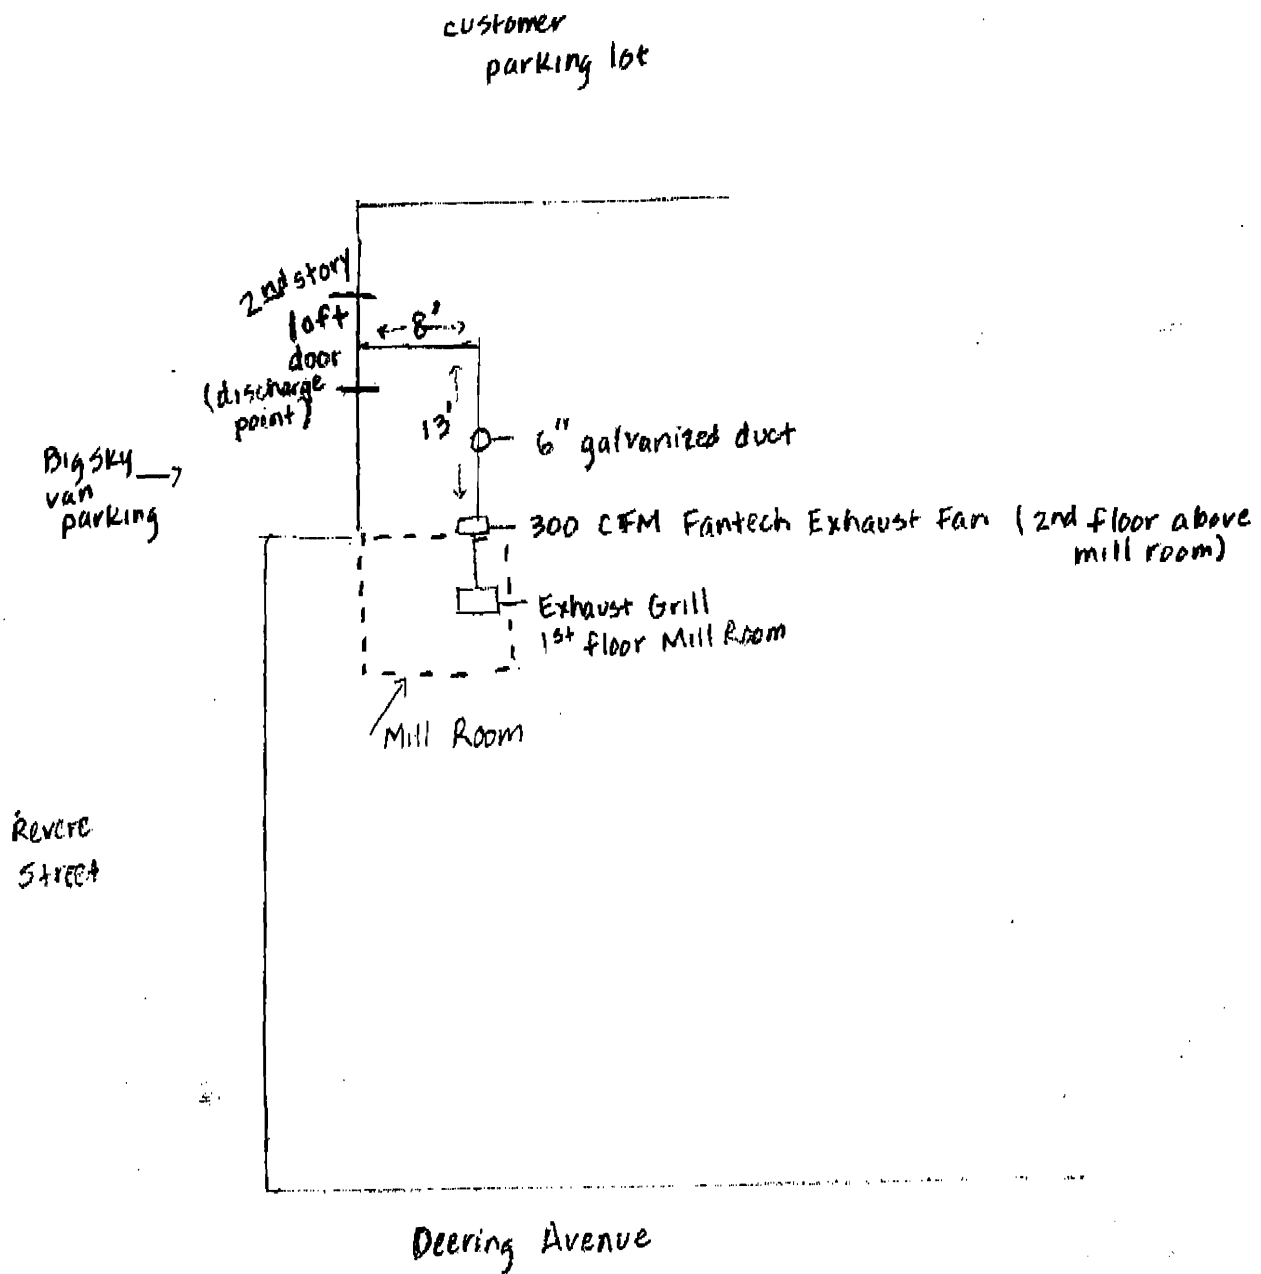 customer
parking lot
2nd story
loft
door
(discharge
point)
8'
13'
6" galvanized duct
Big Sky
van
parking
300 CFM Fantech Exhaust Fan (2nd floor above
mill room)
Exhaust Grill
1st floor Mill Room
Mill Room
Revere
Street
Deering Avenue